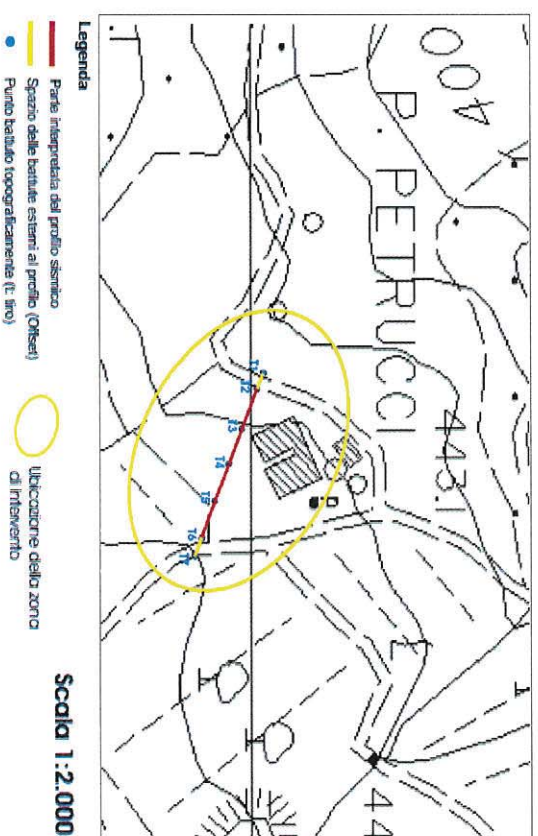 400
P PETRUCCI 443.1
T1
T2
T3
T4
T5
T6
T7
Legenda
Parte interpretata del profilo sismico
Spazio delle battute esterni al profilo (Offset)
Punto battuto topograficamente (t: tiro)
Ubicazione della zona
di intervento
Scala 1:2.000